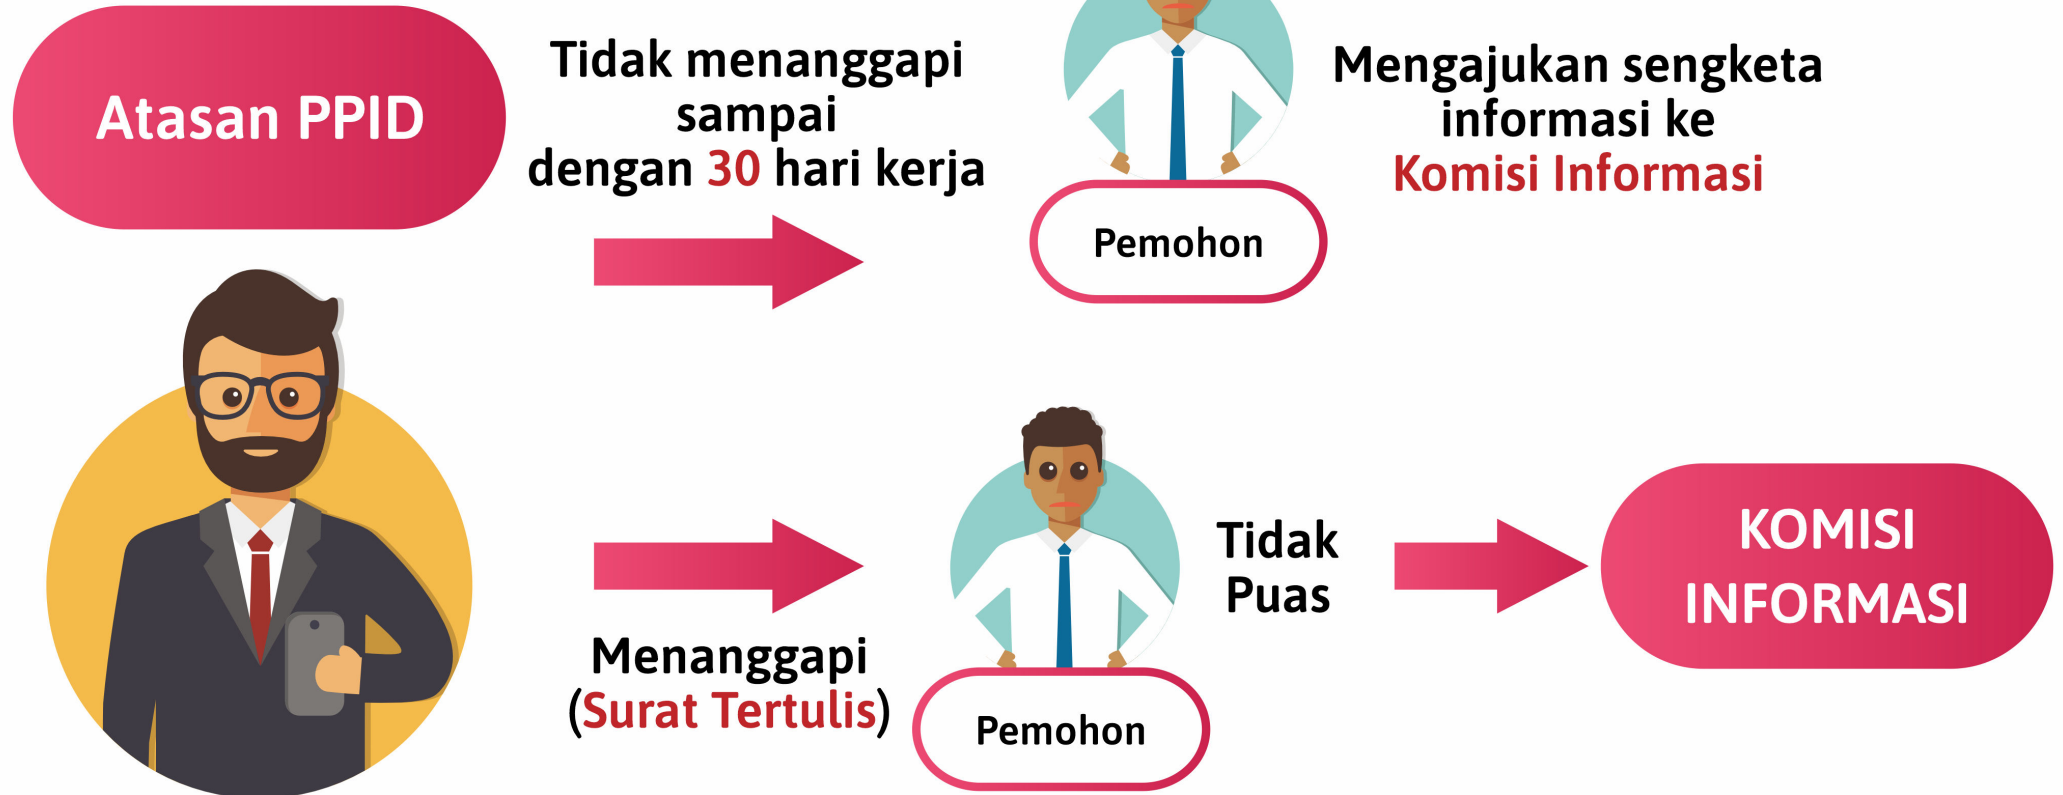 Atasan PPID
Tidak menanggapi
sampai
dengan 30 hari kerja
Pemohon
Mengajukan sengketa
informasi ke
Komisi Informasi
Menanggapi
(Surat Tertulis)
Pemohon
Tidak
Puas
KOMISI
INFORMASI